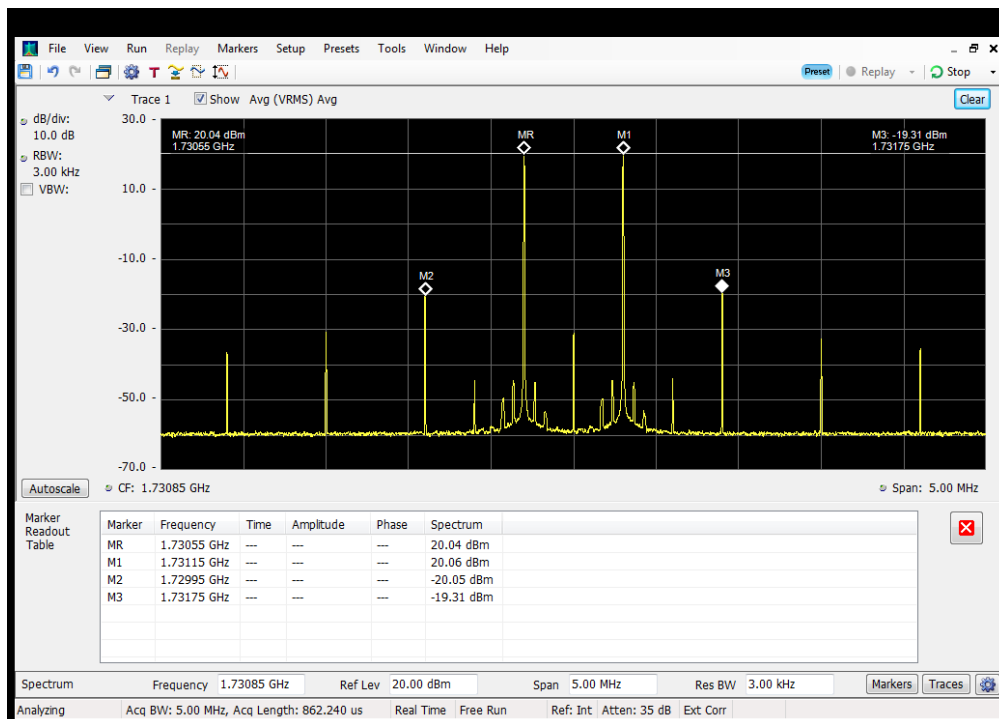 File View Run Replay Markers Setup Presets Tools Window Help
T Preset Replay Stop
Trace 1 Show Avg (VRMS) Avg Clear
dB/div:
10.0 dB
RBW:
3.00 kHz
VBW:
30.0 -
10.0 -
-10.0 -
-30.0 -
-50.0 -
-70.0 -
MR: 20.04 dBm
1.73055 GHz
MR
M1
M3: -19.31 dBm
1.73175 GHz
M2
M3
Autoscale CF: 1.73085 GHz Span: 5.00 MHz
Marker
Readout
Table
Marker Frequency Time Amplitude Phase Spectrum
MR 1.73055 GHz --- --- --- 20.04 dBm
M1 1.73115 GHz --- --- --- 20.06 dBm
M2 1.72995 GHz --- --- --- -20.05 dBm
M3 1.73175 GHz --- --- --- -19.31 dBm
Spectrum Frequency 1.73085 GHz Ref Lev 20.00 dBm Span 5.00 MHz Res BW 3.00 kHz Markers Traces
Analyzing Acq BW: 5.00 MHz, Acq Length: 862.240 us Real Time Free Run Ref: Int Atten: 35 dB Ext Corr